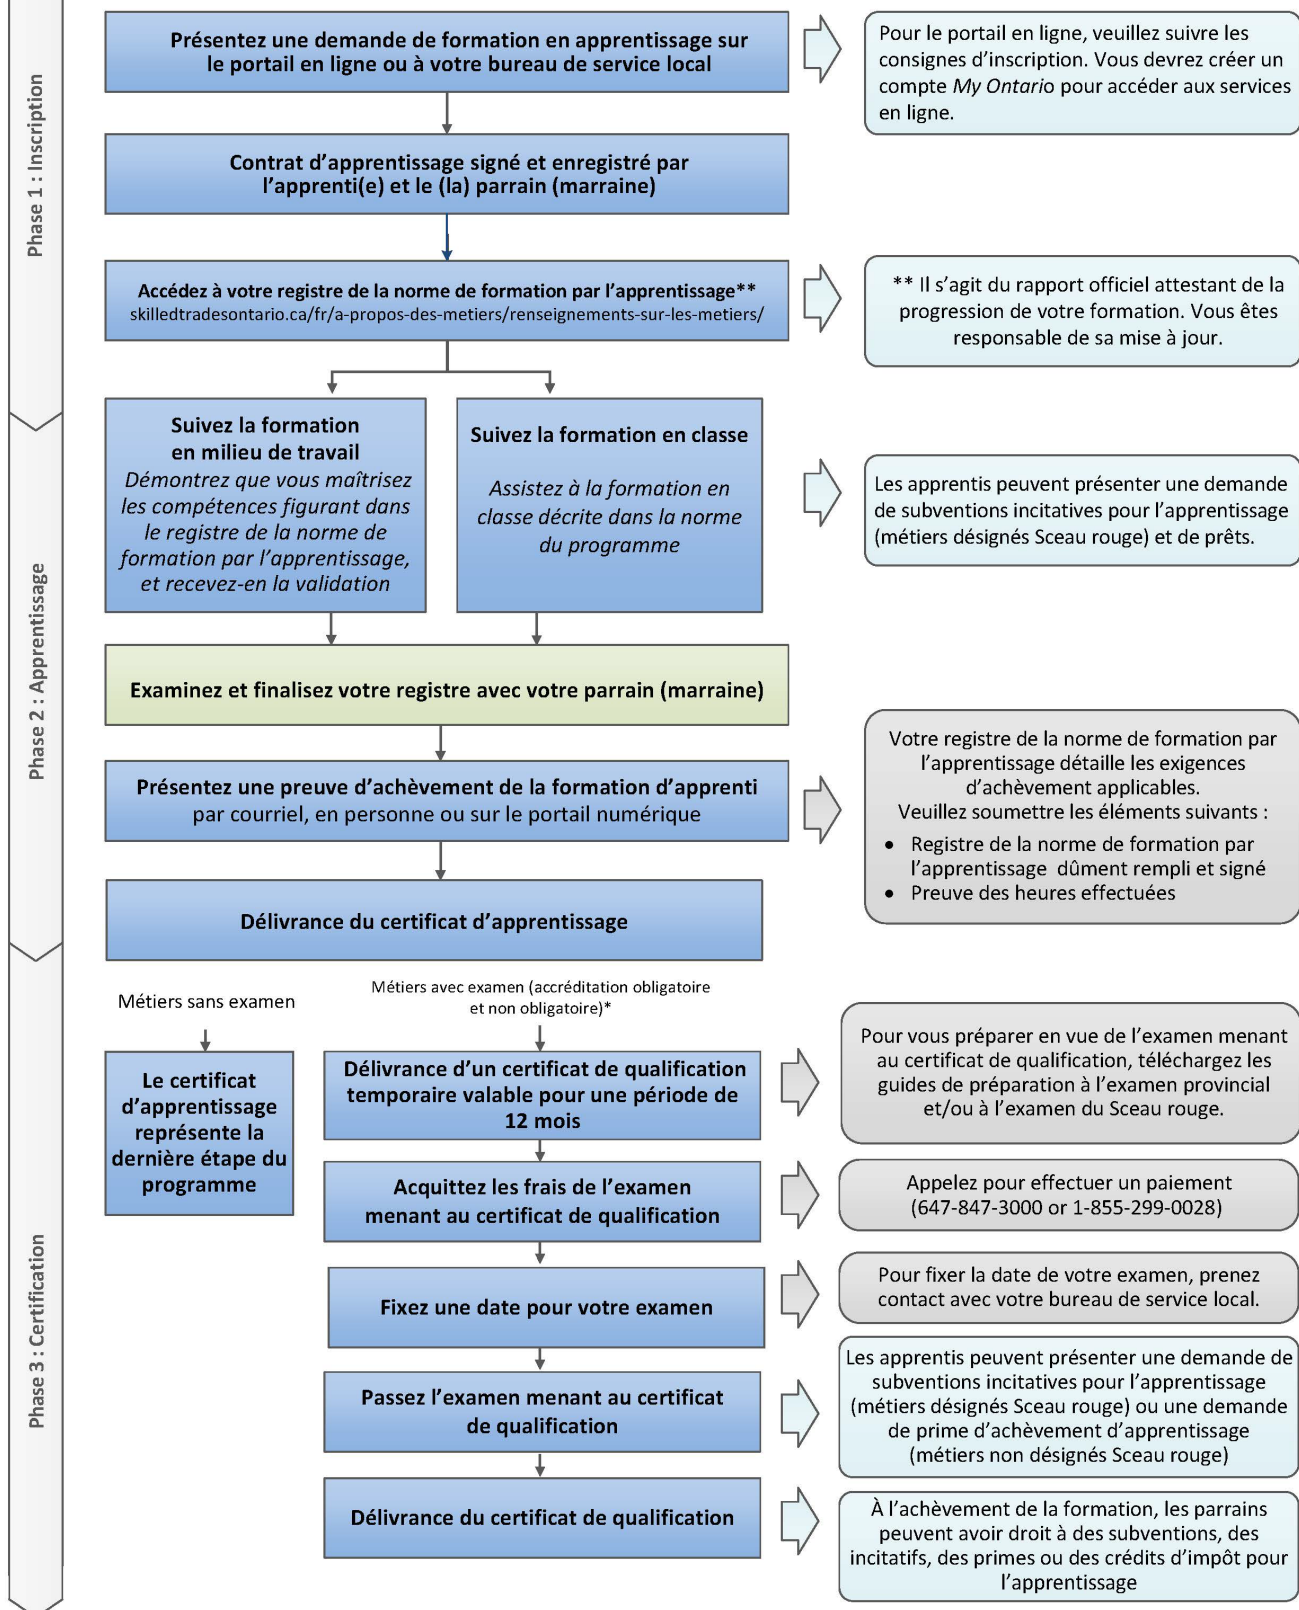 Phase 1 : Inscription
Présentez une demande de formation en apprentissage sur
le portail en ligne ou à votre bureau de service local
Pour le portail en ligne, veuillez suivre les
consignes d’inscription. Vous devrez créer un
compte My Ontario pour accéder aux services
en ligne.
Contrat d’apprentissage signé et enregistré par
l’apprenti(e) et le (la) parrain (marraine)
Accédez à votre registre de la norme de formation par l’apprentissage**
skilledtradesontario.ca/fr/a-propos-des-metiers/renseignements-sur-les-metiers/
** Il s’agit du rapport officiel attestant de la
progression de votre formation. Vous êtes
responsable de sa mise à jour.
Phase 2 : Apprentissage
Suivez la formation
en milieu de travail
Démontrez que vous maîtrisez
les compétences figurant dans
le registre de la norme de
formation par l’apprentissage,
et recevez-en la validation
Suivez la formation en classe
Assistez à la formation en
classe décrite dans la norme
du programme
Les apprentis peuvent présenter une demande
de subventions incitatives pour l’apprentissage
(métiers désignés Sceau rouge) et de prêts.
Examinez et finalisez votre registre avec votre parrain (marraine)
Présentez une preuve d’achèvement de la formation d’apprenti
par courriel, en personne ou sur le portail numérique
Votre registre de la norme de formation par
l’apprentissage détaille les exigences
d’achèvement applicables.
Veuillez soumettre les éléments suivants :
• Registre de la norme de formation par
l’apprentissage dûment rempli et signé
• Preuve des heures effectuées
Délivrance du certificat d’apprentissage
Phase 3 : Certification
Métiers sans examen
Le certificat
d’apprentissage
représente la
dernière étape du
programme
Métiers avec examen (accréditation obligatoire
et non obligatoire)*
Délivrance d’un certificat de qualification
temporaire valable pour une période de
12 mois
Pour vous préparer en vue de l’examen menant
au certificat de qualification, téléchargez les
guides de préparation à l’examen provincial
et/ou à l’examen du Sceau rouge.
Acquittez les frais de l’examen
menant au certificat de qualification
Appelez pour effectuer un paiement
(647-847-3000 or 1-855-299-0028)
Fixez une date pour votre examen
Pour fixer la date de votre examen, prenez
contact avec votre bureau de service local.
Passez l’examen menant au certificat
de qualification
Les apprentis peuvent présenter une demande de
subventions incitatives pour l’apprentissage
(métiers désignés Sceau rouge) ou une demande
de prime d’achèvement d’apprentissage
(métiers non désignés Sceau rouge)
Délivrance du certificat de qualification
À l’achèvement de la formation, les parrains
peuvent avoir droit à des subventions, des
incitatifs, des primes ou des crédits d’impôt pour
l’apprentissage